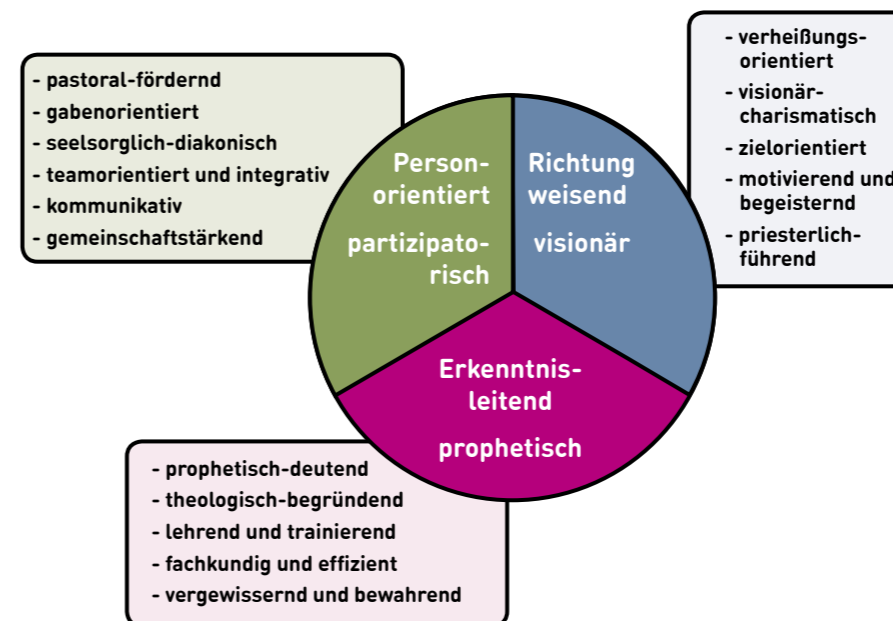 - pastoral-fördernd
- gabenorientiert
- seelsorglich-diakonisch
- teamorientiert und integrativ
- kommunikativ
- gemeinschaftstärkend
Person-
orientiert
partizipato-
risch
Richtung
weisend
visionär
- verheißungs-
orientiert
- visionär-
charismatisch
- zielorientiert
- motivierend und
begeisternd
- priesterlich-
führend
Erkenntnis-
leitend
prophetisch
- prophetisch-deutend
- theologisch-begründend
- lehrend und trainierend
- fachkundig und effizient
- vergewissernd und bewahrend